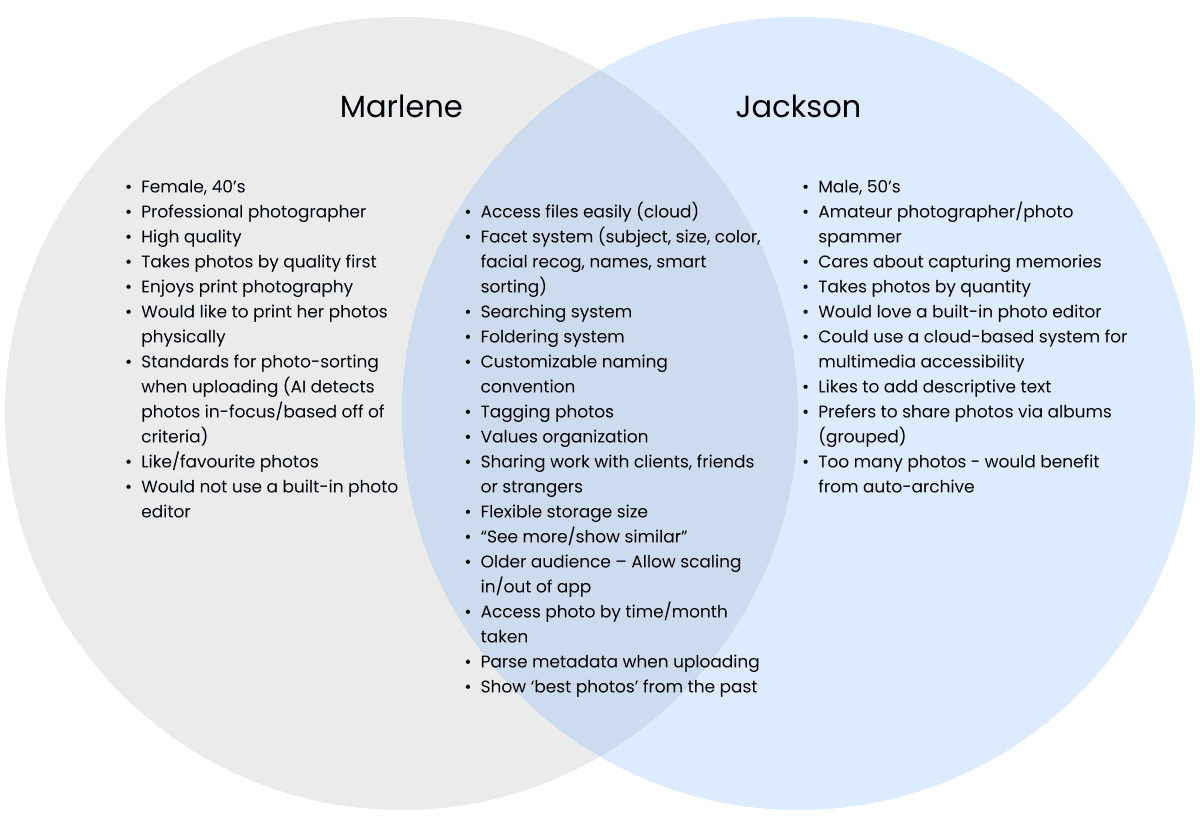 Marlene
• Female, 40’s
• Professional photographer
• High quality
• Takes photos by quality first
• Enjoys print photography
• Would like to print her photos
physically
• Standards for photo-sorting
when uploading (AI detects
photos in-focus/based off of
criteria)
• Like/favourite photos
• Would not use a built-in photo
editor
• Access files easily (cloud)
• Facet system (subject, size, color,
facial recog, names, smart
sorting)
• Searching system
• Foldering system
• Customizable naming
convention
• Tagging photos
• Values organization
• Sharing work with clients, friends
or strangers
• Flexible storage size
• “See more/show similar”
• Older audience – Allow scaling
in/out of app
• Access photo by time/month
taken
• Parse metadata when uploading
• Show ‘best photos’ from the past
Jackson
• Male, 50’s
• Amateur photographer/photo
spammer
• Cares about capturing memories
• Takes photos by quantity
• Would love a built-in photo editor
• Could use a cloud-based system for
multimedia accessibility
• Likes to add descriptive text
• Prefers to share photos via albums
(grouped)
• Too many photos - would benefit
from auto-archive